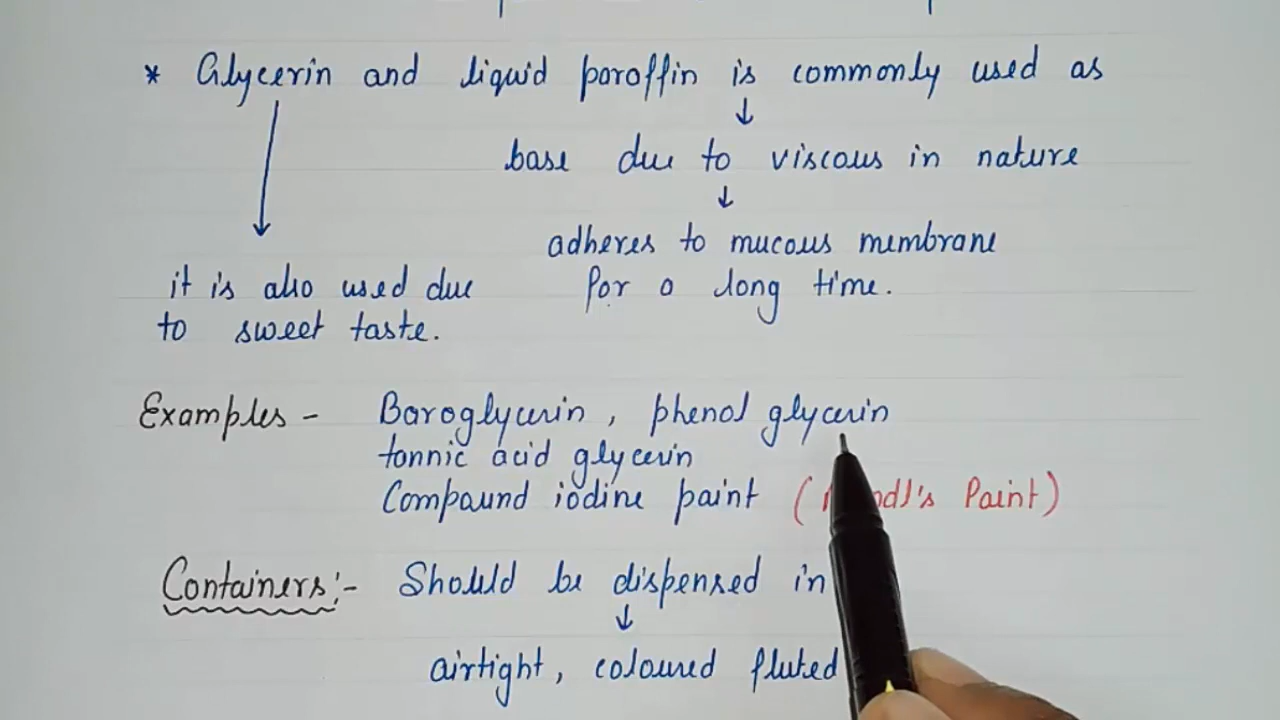 * Glycerin and liquid paraffin is commonly used as
↓
base due to viscous in nature
↓
adheres to mucous membrane
for a long time.
it is also used due
to sweet taste.
Examples - Boroglycerin, phenol glycerin
tannic acid glycerin
Compound iodine paint ( Paint)
Containers:- Should be dispensed in
↓
airtight, coloured fluted